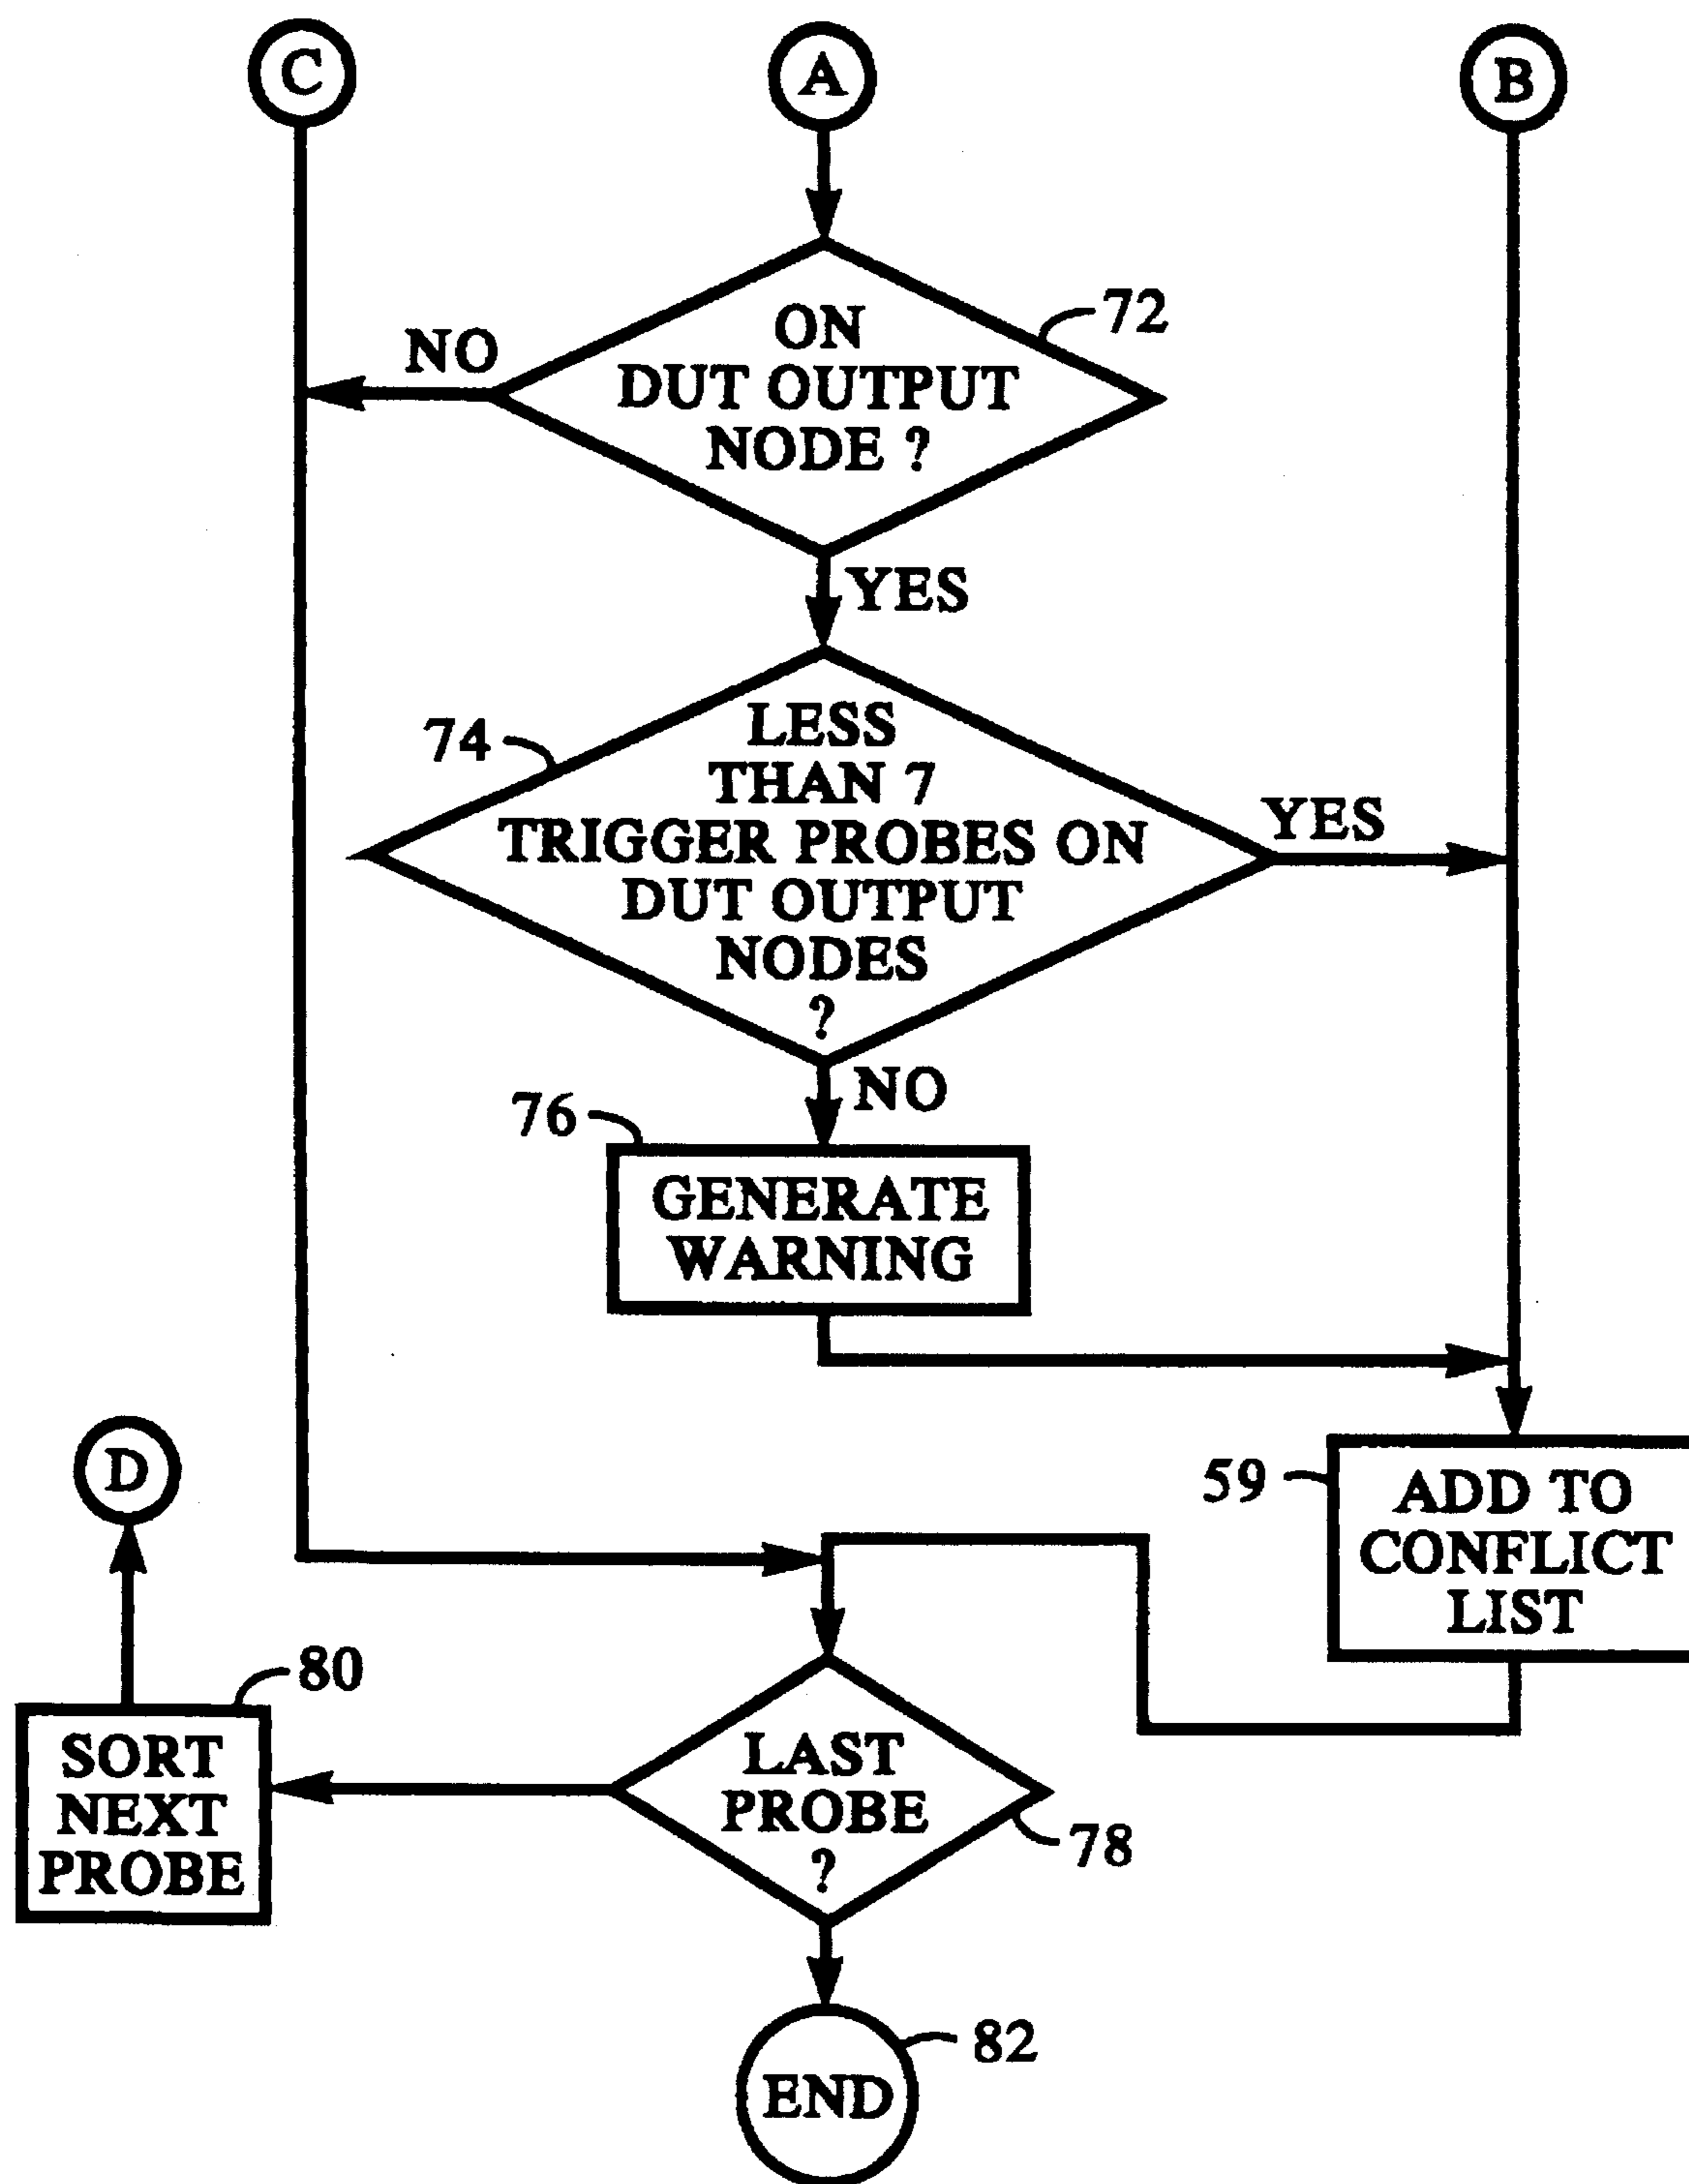 C
A
B
ON
DUT OUTPUT
NODE ?
72
NO
YES
LESS
THAN 7
TRIGGER PROBES ON
DUT OUTPUT
NODES
?
74
YES
NO
76
GENERATE
WARNING
D
59
ADD TO
CONFLICT
LIST
80
SORT
NEXT
PROBE
LAST
PROBE
?
78
82
END